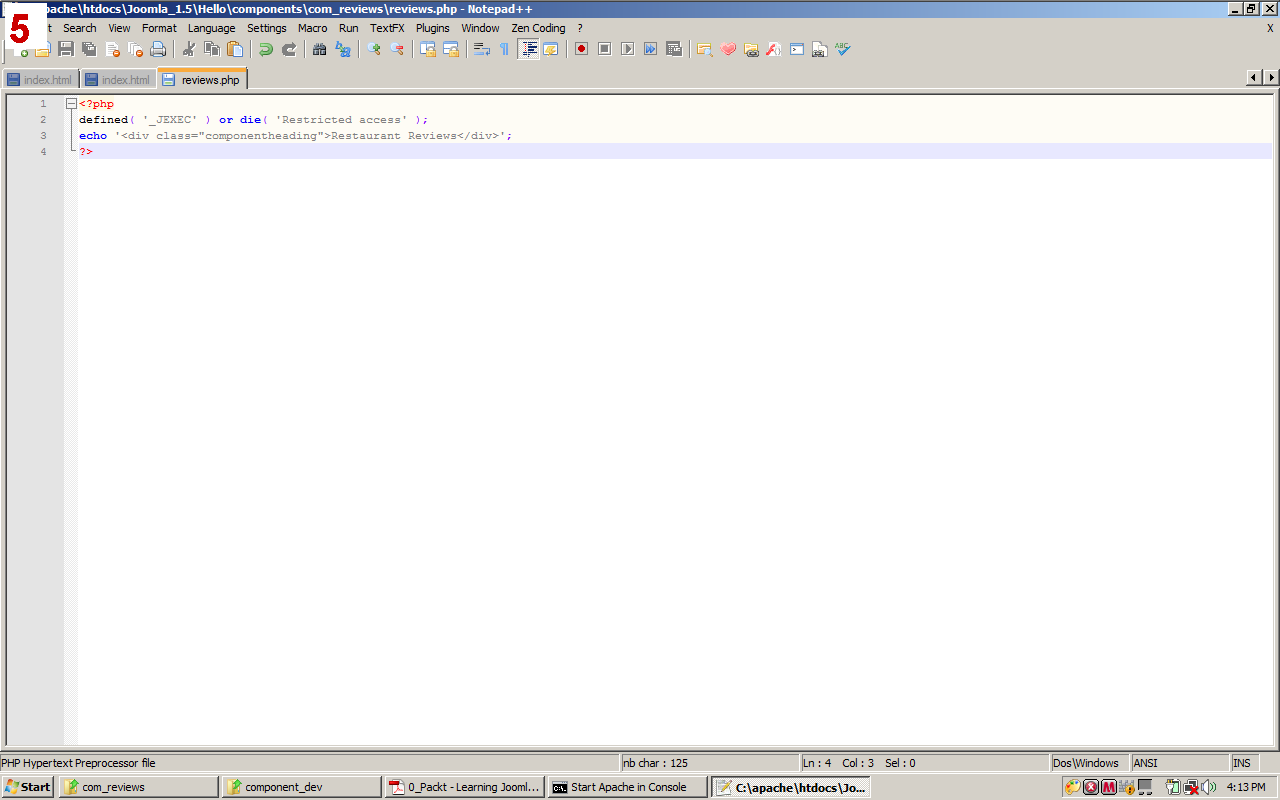 5
pache\htdocs\Joomla_1.5\Hello\components\com_reviews\reviews.php - Notepad++
Search View Format Language Settings Macro Run TextFX Plugins Window Zen Coding ? X
index.html index.html reviews.php
1 <?php
2 defined( '_JEXEC' ) or die( 'Restricted access' );
3 echo '<div class="componentheading">Restaurant Reviews</div>';
4 ?>
PHP Hypertext Preprocessor file nb char : 125 Ln : 4 Col : 3 Sel : 0 Dos\Windows ANSI INS
Start com_reviews component_dev 0_Packt - Learning Jooml... Start Apache in Console C:\apache\htdocs\Jo... 4:13 PM